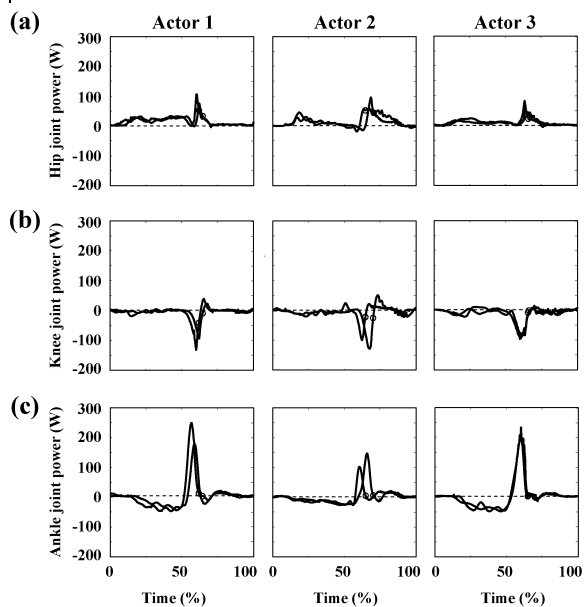 Actor 1 Actor 2 Actor 3
(a)
Hip joint power (W)
300
200
100
0
-100
-200
(b)
Knee joint power (W)
300
200
100
0
-100
-200
(c)
Ankle joint power (W)
300
200
100
0
-100
-200
0 50 100 0 50 100 0 50 100
Time (%) Time (%) Time (%)